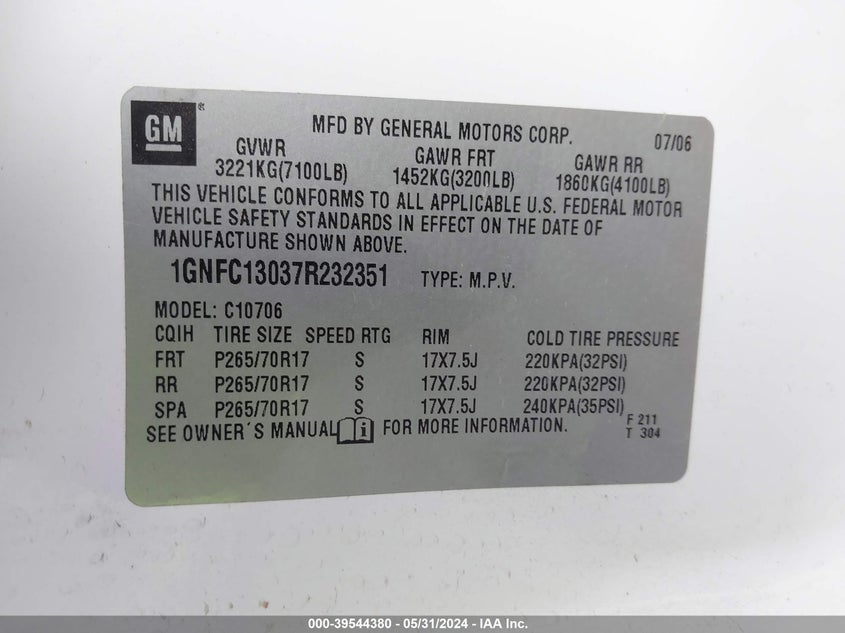 GM ®
MFD BY GENERAL MOTORS CORP. 07/06
GVWR GAWR FRT GAWR RR
3221KG(7100LB) 1452KG(3200LB) 1860KG(4100LB)
THIS VEHICLE CONFORMS TO ALL APPLICABLE U.S. FEDERAL MOTOR
VEHICLE SAFETY STANDARDS IN EFFECT ON THE DATE OF
MANUFACTURE SHOWN ABOVE.
1GNFC13037R232351 TYPE: M.P.V.
MODEL: C10706
CQIH TIRE SIZE SPEED RTG RIM COLD TIRE PRESSURE
FRT P265/70R17 S 17X7.5J 220KPA(32PSI)
RR P265/70R17 S 17X7.5J 220KPA(32PSI)
SPA P265/70R17 S 17X7.5J 240KPA(35PSI)
SEE OWNER´S MANUAL i FOR MORE INFORMATION.
F 211
T 304
000-39544380 - 05/31/2024 - IAA Inc.